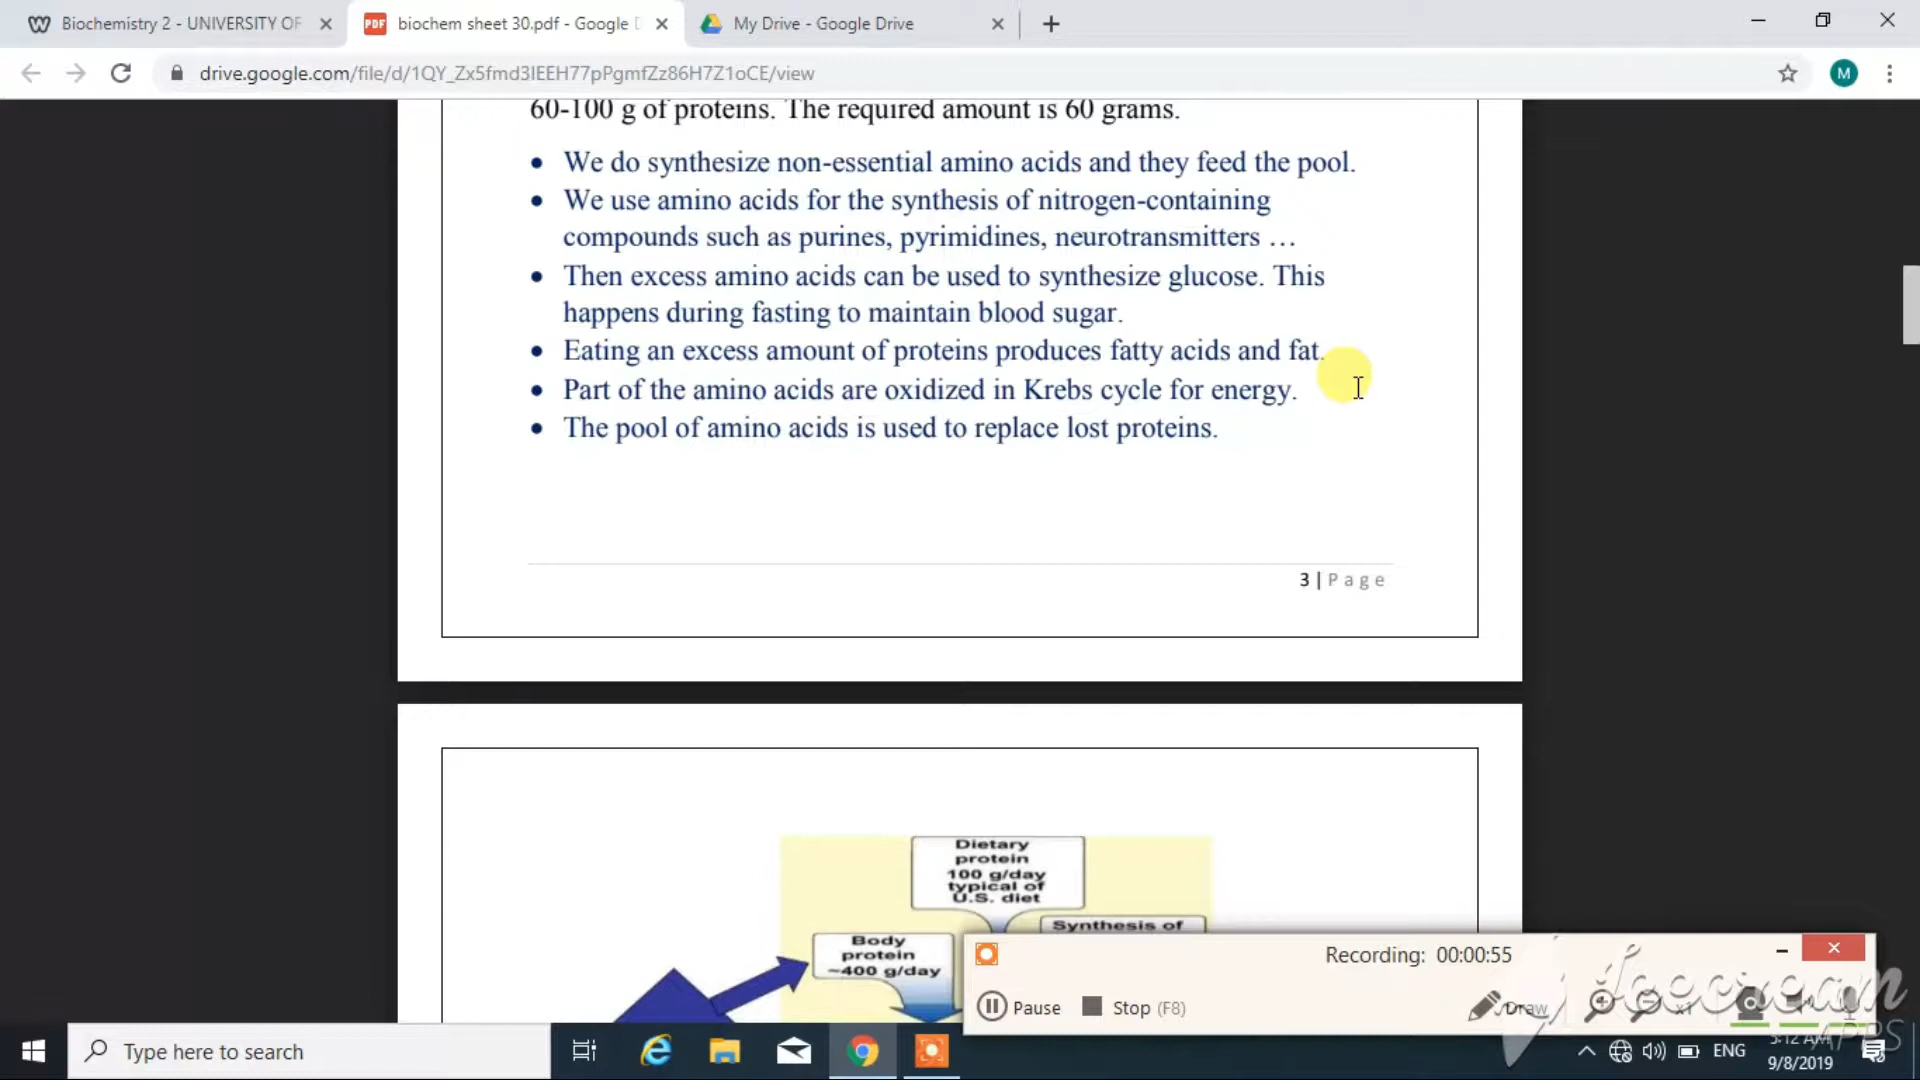 Biochemistry 2 - UNIVERSITY OF
biochem sheet 30.pdf - Google D
My Drive - Google Drive
drive.google.com/file/d/1QY_Zx5fmd3IEEH77pPgmfZz86H7Z1oCE/view
M
60-100 g of proteins. The required amount is 60 grams.
• We do synthesize non-essential amino acids and they feed the pool.
• We use amino acids for the synthesis of nitrogen-containing
compounds such as purines, pyrimidines, neurotransmitters …
• Then excess amino acids can be used to synthesize glucose. This
happens during fasting to maintain blood sugar.
• Eating an excess amount of proteins produces fatty acids and fat.
• Part of the amino acids are oxidized in Krebs cycle for energy.
• The pool of amino acids is used to replace lost proteins.
3 | Page
Dietary
protein
100 g/day
typical of
U.S. diet
Synthesis of
Body
protein
~400 g/day
Recording: 00:00:55
Pause
Stop (F8)
Draw
x1
APPS
Type here to search
ENG
5:12 AM
9/8/2019